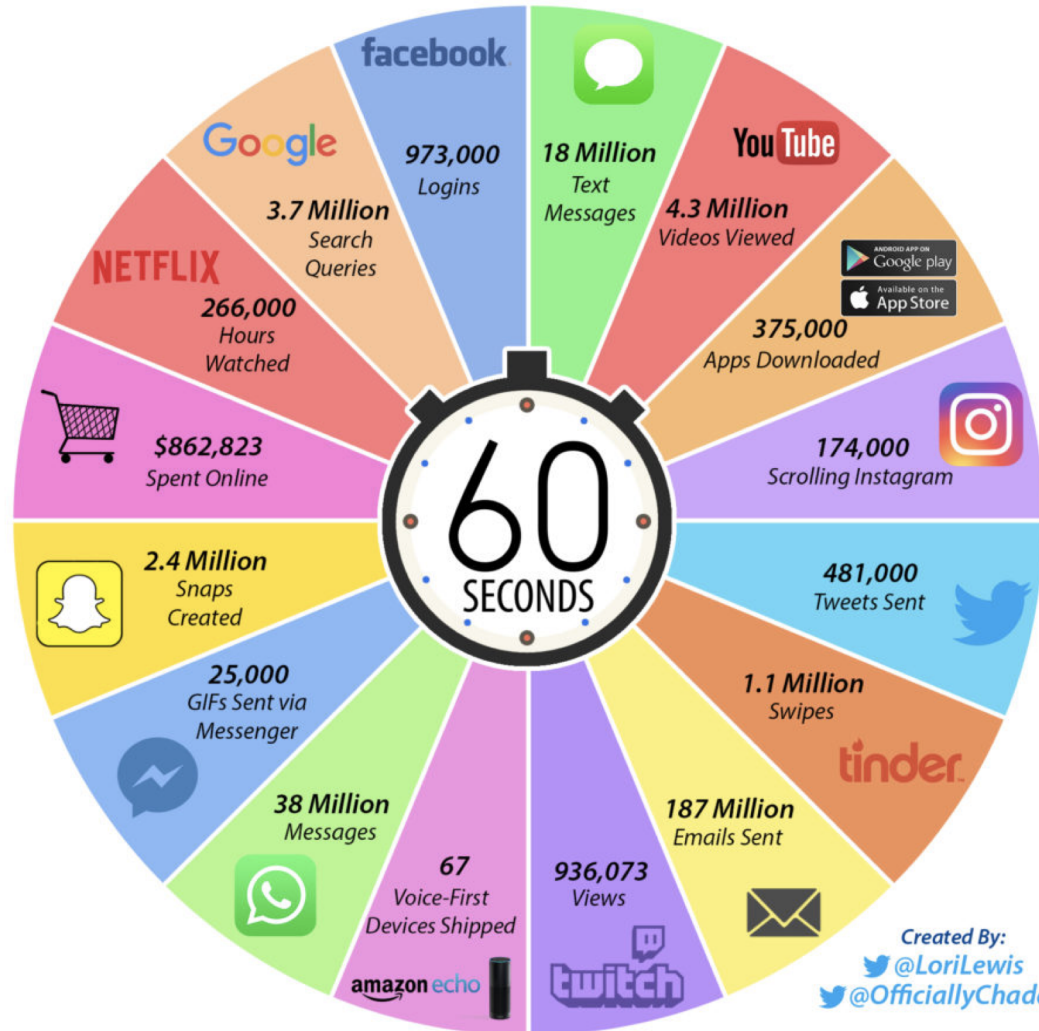 facebook
973,000
Logins
18 Million
Text
Messages
YouTube
4.3 Million
Videos Viewed
ANDROID APP ON
Google play
Available on the
App Store
375,000
Apps Downloaded
174,000
Scrolling Instagram
481,000
Tweets Sent
1.1 Million
Swipes
tinder
187 Million
Emails Sent
936,073
Views
twitch
67
Voice-First
Devices Shipped
amazon echo
38 Million
Messages
25,000
GIFs Sent via
Messenger
2.4 Million
Snaps
Created
$862,823
Spent Online
NETFLIX
266,000
Hours
Watched
Google
3.7 Million
Search
Queries
60
SECONDS
Created By:
@LoriLewis
@OfficiallyChad